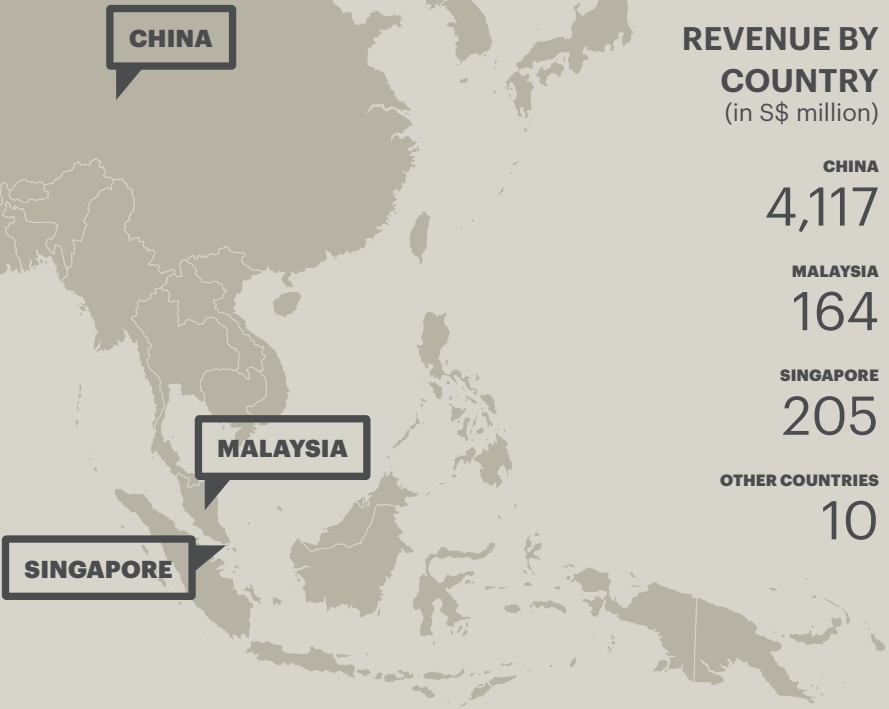 CHINA
REVENUE BY
COUNTRY
(in S$ million)
CHINA
4,117
MALAYSIA
164
SINGAPORE
205
OTHER COUNTRIES
10
MALAYSIA
SINGAPORE